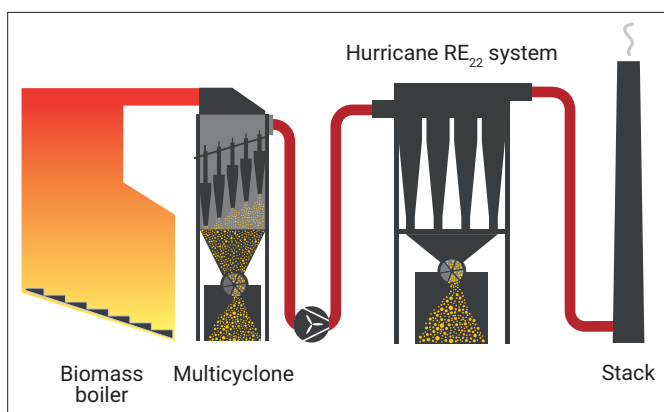 Hurricane RE₂₂ system
Biomass
boiler
Multicyclone
Stack